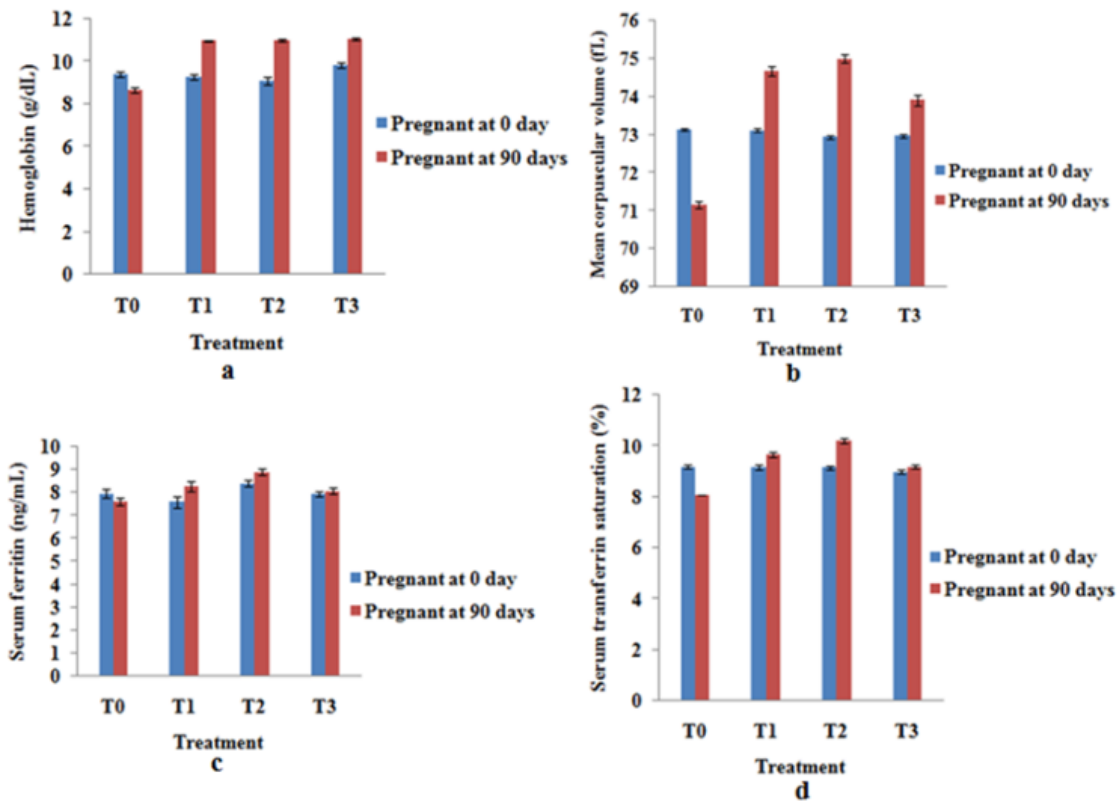 Hemoglobin (g/dL)
12
10
8
6
4
2
0
T0 T1 T2 T3
Treatment
a
Pregnant at 0 day
Pregnant at 90 days
Mean corpuscular volume (fL)
76
75
74
73
72
71
70
69
T0 T1 T2 T3
Treatment
b
Pregnant at 0 day
Pregnant at 90 days
Serum ferritin (ng/mL)
10
9
8
7
6
5
4
3
2
1
0
T0 T1 T2 T3
Treatment
c
Pregnant at 0 day
Pregnant at 90 days
Serum transferrin saturation (%)
12
10
8
6
4
2
0
T0 T1 T2 T3
Treatment
d
Pregnant at 0 day
Pregnant at 90 days